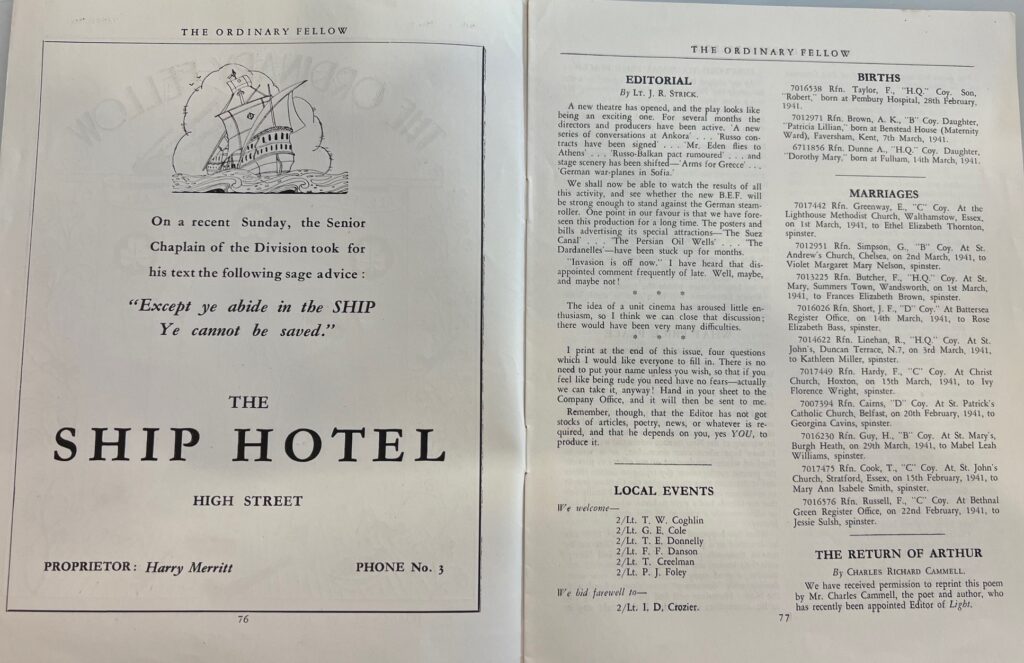 THE ORDINARY FELLOW
On a recent Sunday, the Senior
Chaplain of the Division took for
his text the following sage advice :
"Except ye abide in the SHIP
Ye cannot be saved."
THE
SHIP HOTEL
HIGH STREET
PROPRIETOR : Harry Merritt
PHONE No. 3
76
THE ORDINARY FELLOW
EDITORIAL
By Lt. J. R. Strick.
A new theatre has opened, and the play looks like
being an exciting one. For several months the
directors and producers have been active. 'A new
series of conversations at Ankora' . . . 'Russo con-
tracts have been signed' . . . 'Mr. Eden flies to
Athens' . . . 'Russo-Balkan pact rumoured' . . . and
stage scenery has been shifted—'Arms for Greece' . . .
'German war-planes in Sofia.'
We shall now be able to watch the results of all
this activity, and see whether the new B.E.F. will
be strong enough to stand against the German steam-
roller. One point in our favour is that we have fore-
seen this production for a long time. The posters and
bills advertising its special attractions—'The Suez
Canal' . . . 'The Persian Oil Wells' . . . 'The
Dardanelles'—have been stuck up for months.
"Invasion is off now." I have heard that dis-
appointed comment frequently of late. Well, maybe,
and maybe not!
* * *
The idea of a unit cinema has aroused little en-
thusiasm, so I think we can close that discussion;
there would have been very many difficulties.
* * *
I print at the end of this issue, four questions
which I would like everyone to fill in. There is no
need to put your name unless you wish, so that if you
feel like being rude you need have no fears—actually
we can take it, anyway! Hand in your sheet to the
Company Office, and it will then be sent to me.
Remember, though, that the Editor has not got
stocks of articles, poetry, news, or whatever is re-
quired, and that he depends on you, yes YOU, to
produce it.
LOCAL EVENTS
We welcome—
2/Lt. T. W. Coghlin
2/Lt. G. E. Cole
2/Lt. T. E. Donnelly
2/Lt. F. F. Danson
2/Lt. T. Creelman
2/Lt. P. J. Foley
We bid farewell to—
2/Lt. I. D. Crozier.
BIRTHS
7016538 Rfn. Taylor, F., "H.Q." Coy. Son,
"Robert," born at Pembury Hospital, 28th February,
1941.
7012971 Rfn. Brown, A. K., "B" Coy. Daughter,
"Patricia Lillian," born at Benstead House (Maternity
Ward), Faversham, Kent, 7th March, 1941.
6711856 Rfn. Dunne A., "H.Q." Coy. Daughter,
"Dorothy Mary," born at Fulham, 14th March, 1941.
MARRIAGES
7017442 Rfn. Greenway, E., "C" Coy. At the
Lighthouse Methodist Church, Walthamstow, Essex,
on 1st March, 1941, to Ethel Elizabeth Thornton,
spinster.
7012951 Rfn. Simpson, G., "B" Coy. At St.
Andrew's Church, Chelsea, on 2nd March, 1941, to
Violet Margaret Mary Nelson, spinster.
7013225 Rfn. Butcher, F., "H.Q." Coy. At St.
Mary, Summers Town, Wandsworth, on 1st March,
1941, to Frances Elizabeth Brown, spinster.
7016026 Rfn. Short, J. F., "D" Coy." At Battersea
Register Office, on 14th March, 1941, to Rose
Elizabeth Bass, spinster.
7014622 Rfn. Linehan, R., "H.Q." Coy. At St.
John's, Duncan Terrace, N.7, on 3rd March, 1941,
to Kathleen Miller, spinster.
7017449 Rfn. Hardy, F., "C" Coy. At Christ
Church, Hoxton, on 15th March, 1941, to Ivy
Florence Wright, spinster.
7007394 Rfn. Cairns, "D" Coy. At St. Patrick's
Catholic Church, Belfast, on 20th February, 1941, to
Georgina Cavins, spinster.
7016230 Rfn. Guy, H., "B" Coy. At St. Mary's,
Burgh Heath, on 29th March, 1941, to Mabel Leah
Williams, spinster.
7017475 Rfn. Cook, T., "C" Coy. At St. John's
Church, Stratford, Essex, on 15th February, 1941, to
Mary Ann Isabele Smith, spinster.
7016576 Rfn. Russell, F., "C" Coy. At Bethnal
Green Register Office, on 22nd February, 1941, to
Jessie Sulsh, spinster.
THE RETURN OF ARTHUR
By Charles Richard Cammell.
We have received permission to reprint this poem
by Mr. Charles Cammell, the poet and author, who
has recently been appointed Editor of Light.
77